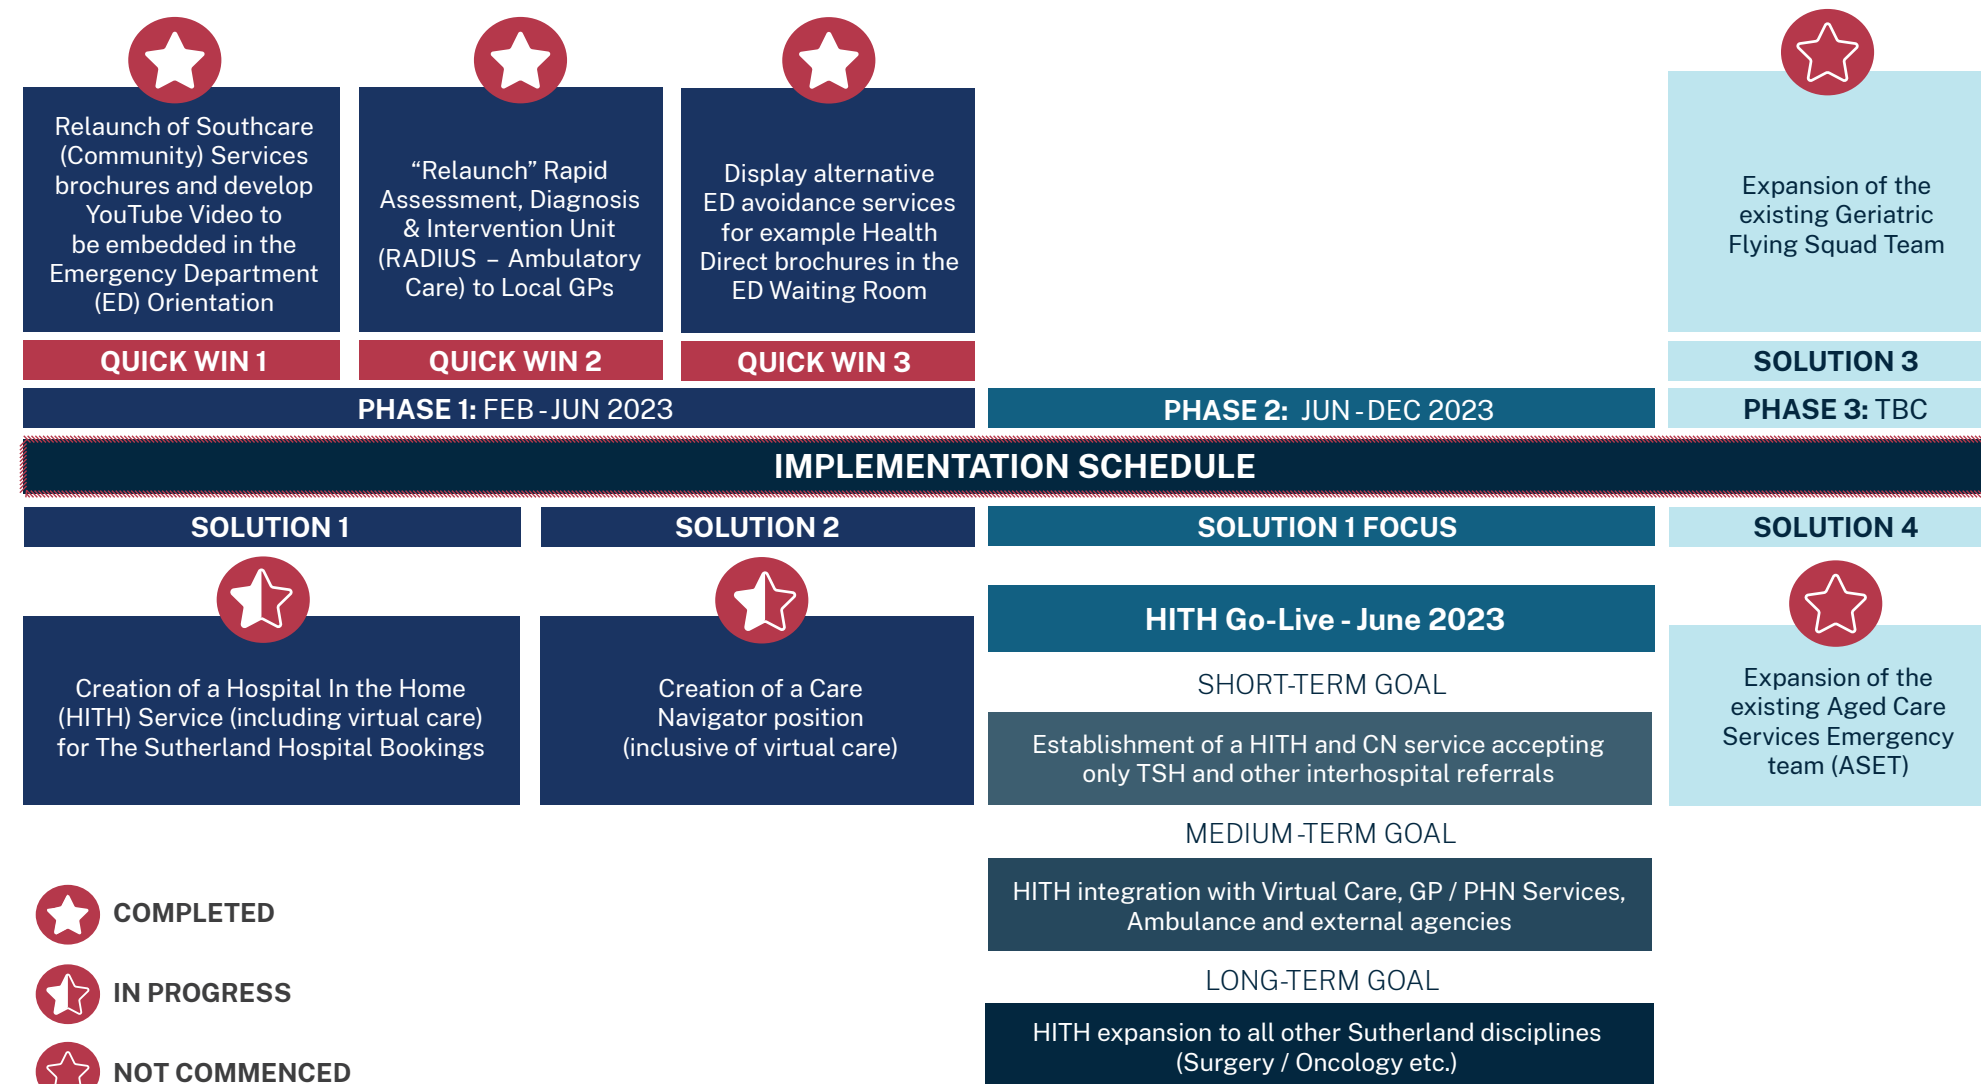 Relaunch of Southcare
(Community) Services
brochures and develop
YouTube Video to
be embedded in the
Emergency Department
(ED) Orientation
QUICK WIN 1
“Relaunch” Rapid
Assessment, Diagnosis
& Intervention Unit
(RADIUS – Ambulatory
Care) to Local GPs
QUICK WIN 2
Display alternative
ED avoidance services
for example Health
Direct brochures in the
ED Waiting Room
QUICK WIN 3
Expansion of the
existing Geriatric
Flying Squad Team
SOLUTION 3
PHASE 1: FEB - JUN 2023
PHASE 2: JUN - DEC 2023
PHASE 3: TBC
IMPLEMENTATION SCHEDULE
SOLUTION 1
Creation of a Hospital In the Home
(HITH) Service (including virtual care)
for The Sutherland Hospital Bookings
SOLUTION 2
Creation of a Care
Navigator position
(inclusive of virtual care)
SOLUTION 1 FOCUS
HITH Go-Live - June 2023
SHORT-TERM GOAL
Establishment of a HITH and CN service accepting
only TSH and other interhospital referrals
MEDIUM-TERM GOAL
HITH integration with Virtual Care, GP / PHN Services,
Ambulance and external agencies
LONG-TERM GOAL
HITH expansion to all other Sutherland disciplines
(Surgery / Oncology etc.)
SOLUTION 4
Expansion of the
existing Aged Care
Services Emergency
team (ASET)
COMPLETED
IN PROGRESS
NOT COMMENCED